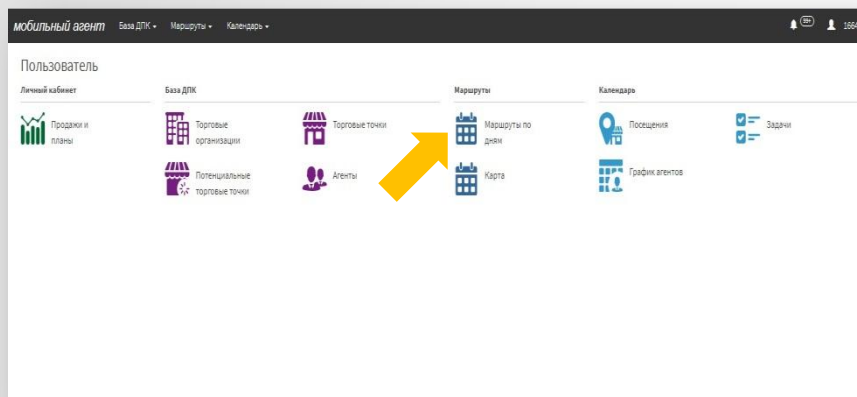 мобильный агент База ДПК Маршруты Календарь 99+ 1664
Пользователь
Личный кабинет База ДПК Маршруты Календарь
Продажи и планы Торговые организации Торговые точки Маршруты по дням Посещения Задачи
Потенциальные торговые точки Агенты Карта График агентов